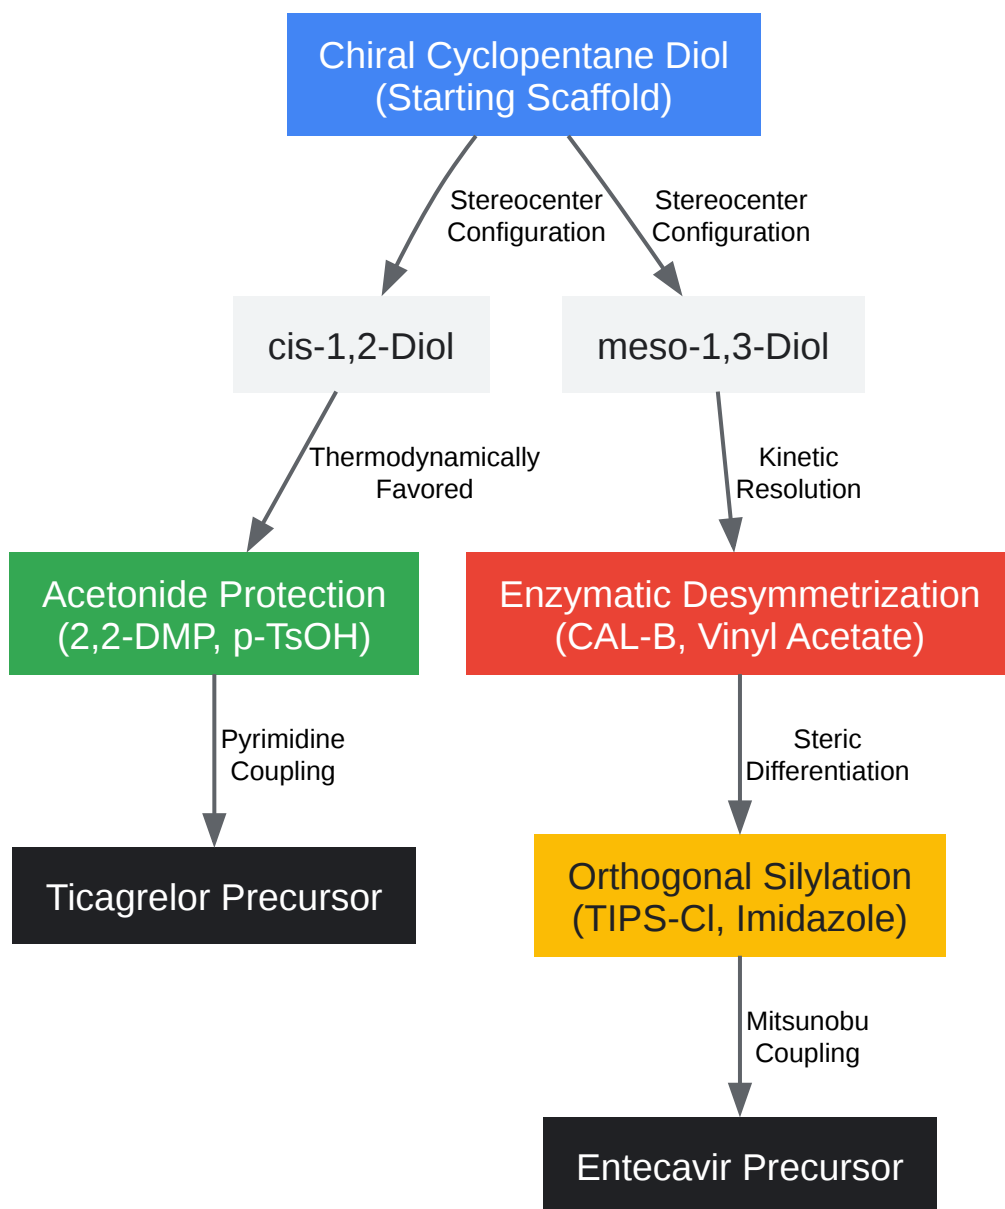 Chiral Cyclopentane Diol
(Starting Scaffold)
Stereocenter
Configuration
Stereocenter
Configuration
cis-1,2-Diol
meso-1,3-Diol
Thermodynamically
Favored
Kinetic
Resolution
Acetonide Protection
(2,2-DMP, p-TsOH)
Enzymatic Desymmetrization
(CAL-B, Vinyl Acetate)
Pyrimidine
Coupling
Steric
Differentiation
Ticagrelor Precursor
Orthogonal Silylation
(TIPS-Cl, Imidazole)
Mitsunobu
Coupling
Entecavir Precursor